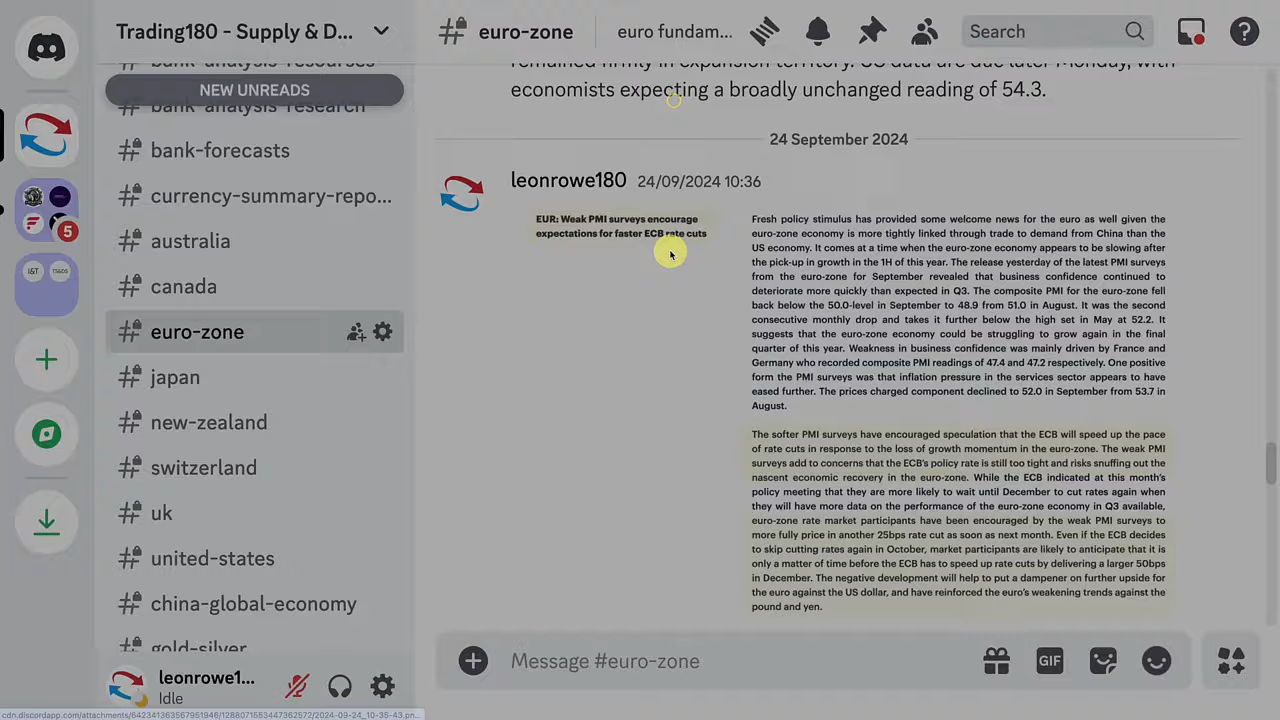 Trading180 - Supply & D...
euro-zone
euro fundam...
Search
NEW UNREADS
bank-analysis-research
bank-forecasts
currency-summary-repo...
australia
canada
euro-zone
japan
new-zealand
switzerland
uk
united-states
china-global-economy
gold-silver
5
I&T
TS&DS
leonrowe1...
Idle
remained firmly in expansion territory. US data are due later Monday, with
economists expecting a broadly unchanged reading of 54.3.
24 September 2024
leonrowe180 24/09/2024 10:36
EUR: Weak PMI surveys encourage
expectations for faster ECB rate cuts
Fresh policy stimulus has provided some welcome news for the euro as well given the
euro-zone economy is more tightly linked through trade to demand from China than the
US economy. It comes at a time when the euro-zone economy appears to be slowing after
the pick-up in growth in the 1H of this year. The release yesterday of the latest PMI surveys
from the euro-zone for September revealed that business confidence continued to
deteriorate more quickly than expected in Q3. The composite PMI for the euro-zone fell
back below the 50.0-level in September to 48.9 from 51.0 in August. It was the second
consecutive monthly drop and takes it further below the high set in May at 52.2. It
suggests that the euro-zone economy could be struggling to grow again in the final
quarter of this year. Weakness in business confidence was mainly driven by France and
Germany who recorded composite PMI readings of 47.4 and 47.2 respectively. One positive
form the PMI surveys was that inflation pressure in the services sector appears to have
eased further. The prices charged component declined to 52.0 in September from 53.7 in
August.
The softer PMI surveys have encouraged speculation that the ECB will speed up the pace
of rate cuts in response to the loss of growth momentum in the euro-zone. The weak PMI
surveys add to concerns that the ECB's policy rate is still too tight and risks snuffing out the
nascent economic recovery in the euro-zone. While the ECB indicated at this month's
policy meeting that they are more likely to wait until December to cut rates again when
they will have more data on the performance of the euro-zone economy in Q3 available,
euro-zone rate market participants have been encouraged by the weak PMI surveys to
more fully price in another 25bps rate cut as soon as next month. Even if the ECB decides
to skip cutting rates again in October, market participants are likely to anticipate that it is
only a matter of time before the ECB has to speed up rate cuts by delivering a larger 50bps
in December. The negative development will help to put a dampener on further upside for
the euro against the US dollar, and have reinforced the euro's weakening trends against the
pound and yen.
Message #euro-zone
GIF